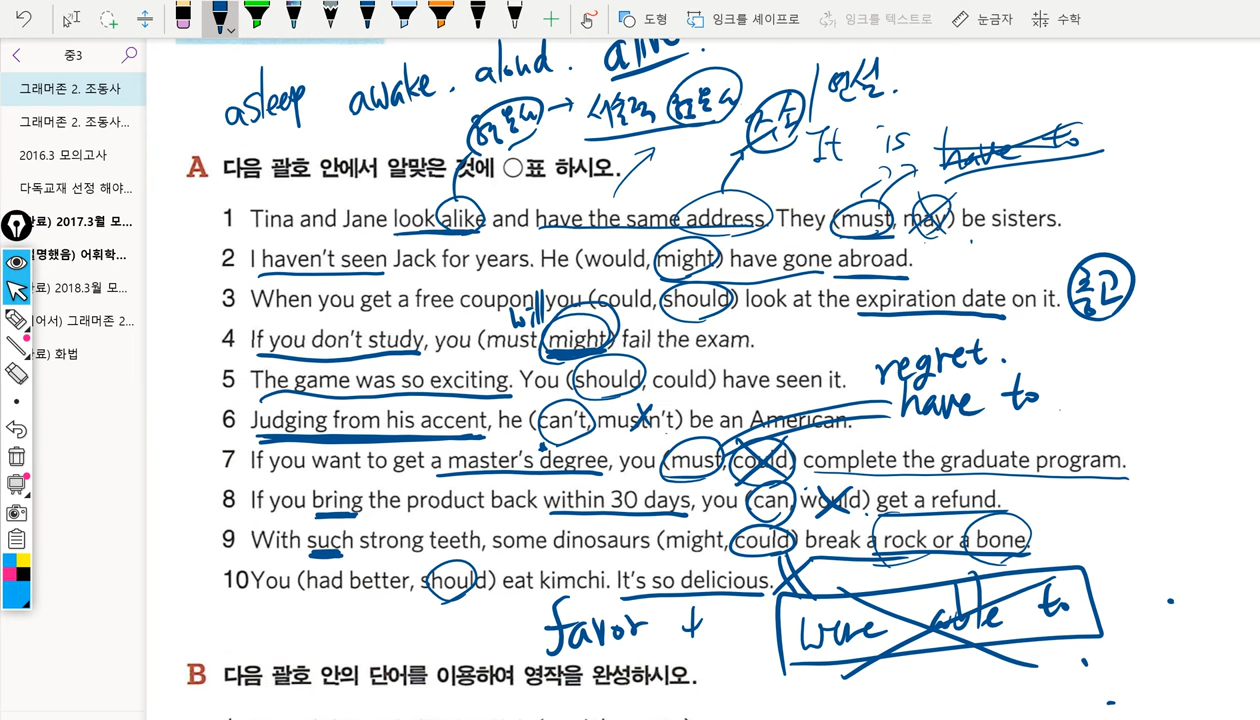 도형 잉크를 셰이프로 잉크를 텍스트로 눈금자 수학
중3
그래머존 2. 조동사
그래머존 2. 조동사...
2016.3 모의고사
다독교재 선정 해야...
료) 2017.3월 모...
명했음) 어휘학...
료) 2018.3월 모...
어서) 그래머존 2...
료) 화법
asleep awake. aloud. alive.
형용사 → 서술적 형용사 주소 / 연설.
It is have to
A 다음 괄호 안에서 알맞은 것에 ○표 하시오.
1 Tina and Jane look alike and have the same address. They (must, may) be sisters.
2 I haven't seen Jack for years. He (would, might) have gone abroad.
3 When you get a free coupon, you (could, should) look at the expiration date on it.
충고
will
4 If you don't study, you (must, might) fail the exam.
regret.
5 The game was so exciting. You (should, could) have seen it.
have to
6 Judging from his accent, he (can't, mustn't) be an American.
7 If you want to get a master's degree, you (must, could) complete the graduate program.
8 If you bring the product back within 30 days, you (can, would) get a refund.
9 With such strong teeth, some dinosaurs (might, could) break a rock or a bone.
10 You (had better, should) eat kimchi. It's so delicious.
favor + were able to
B 다음 괄호 안의 단어를 이용하여 영작을 완성하시오.